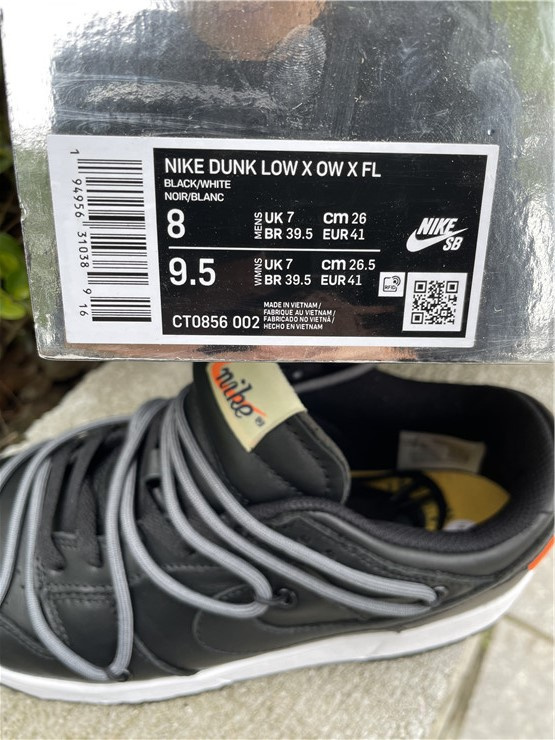 NIKE DUNK LOW X OW X FL
BLACK/WHITE
NOIR/BLANC
8
MENS
UK 7 cm 26
BR 39.5 EUR 41
9.5
WMNS
UK 7 cm 26.5
BR 39.5 EUR 41
NIKE
SB
RFID
CT0856 002
MADE IN VIETNAM /
FABRIQUE AU VIETNAM /
FABRICADO NO VIETNÃ /
HECHO EN VIETNAM
1 94956 31038 9 16
nike